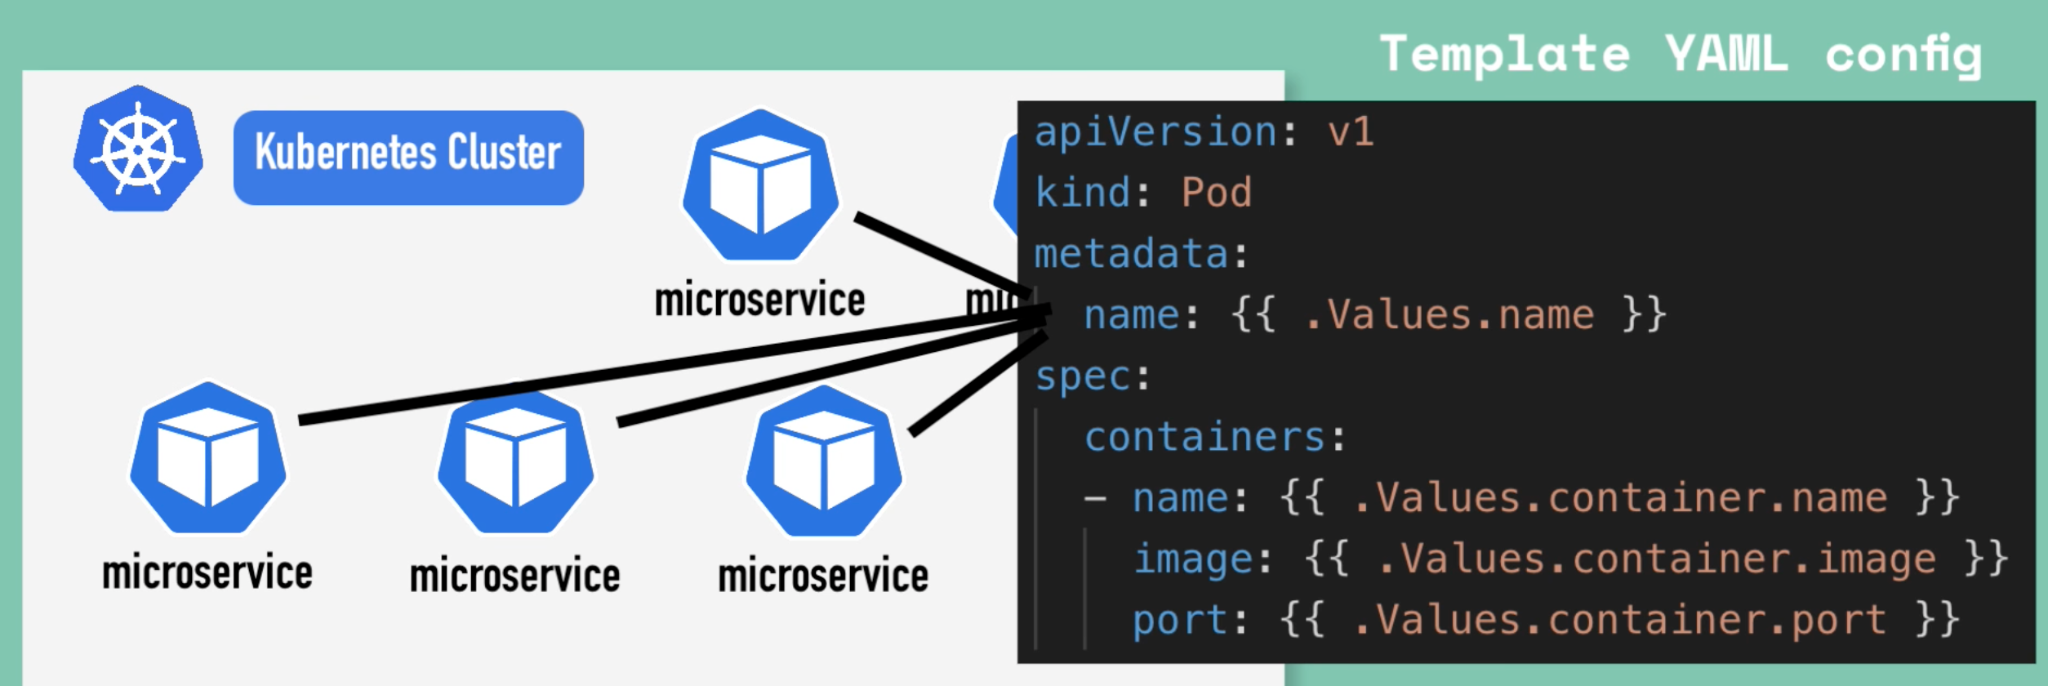 Template YAML config
Kubernetes Cluster
microservice
microservice
microservice
microservice
apiVersion: v1
kind: Pod
metadata:
  name: {{ .Values.name }}
spec:
  containers:
  - name: {{ .Values.container.name }}
    image: {{ .Values.container.image }}
    port: {{ .Values.container.port }}